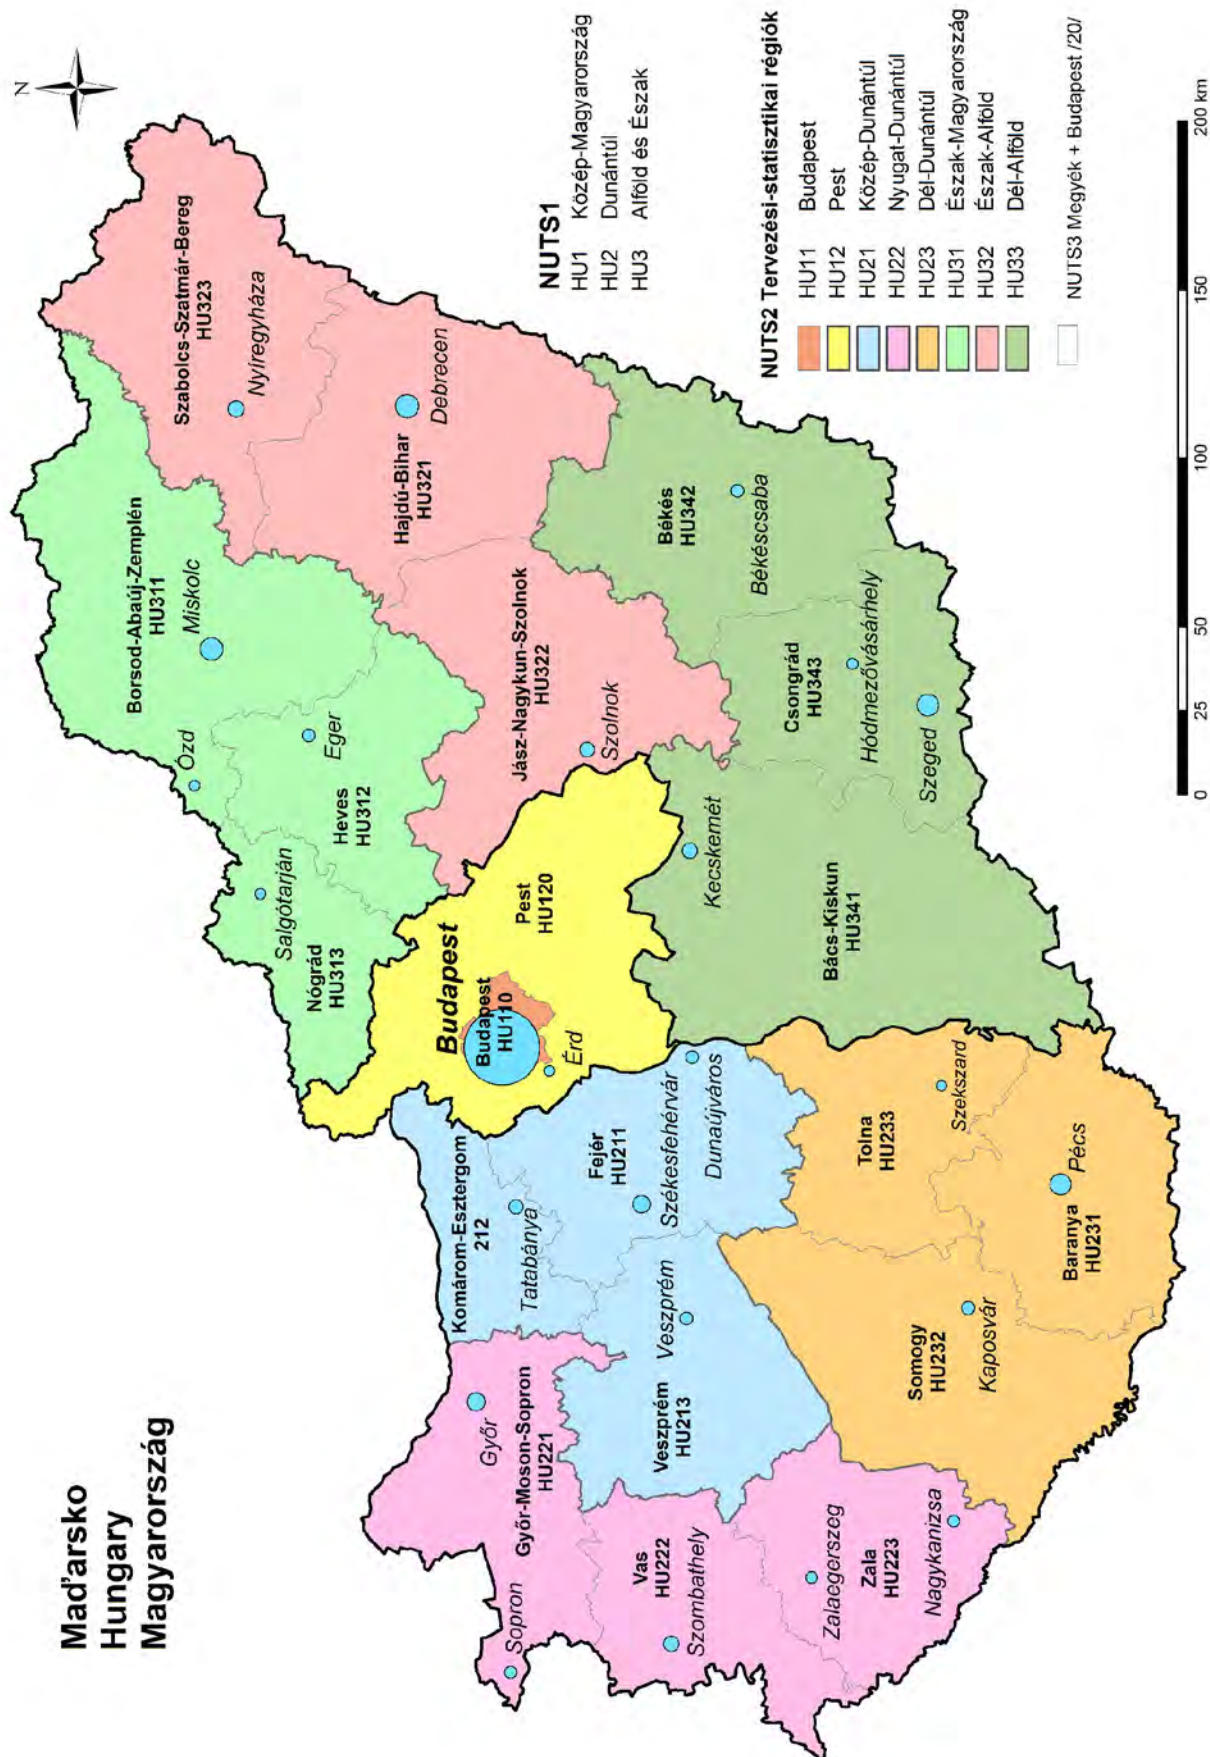 Maďarsko
Hungary
Magyarország
N
Szabolcs-Szatmár-Bereg
HU323
Nyíregyháza
Borsod-Abaúj-Zemplén
HU311
Miskolc
Ózd
Hajdú-Bihar
HU321
Debrecen
Eger
Heves
HU312
Salgótarján
Nógrád
HU313
Jász-Nagykun-Szolnok
HU322
Szolnok
Budapest
Budapest
HU110
Pest
HU120
Érd
Komárom-Esztergom
212
Tatabánya
Fejér
HU211
Székesfehérvár
Dunaújváros
Győr
Győr-Moson-Sopron
HU221
Sopron
Veszprém
Veszprém
HU213
Vas
HU222
Szombathely
Zalaegerszeg
Zala
HU223
Nagykanizsa
Somogy
HU232
Kaposvár
Tolna
HU233
Szekszard
Baranya
HU231
Pécs
Kecskemét
Bács-Kiskun
HU341
Békés
HU342
Békéscsaba
Csongrád
HU343
Hódmezővásárhely
Szeged
NUTS1
HU1 Közép-Magyarország
HU2 Dunántúl
HU3 Alföld és Észak
NUTS2 Tervezési-statisztikai régiók
HU11 Budapest
HU12 Pest
HU21 Közép-Dunántúl
HU22 Nyugat-Dunántúl
HU23 Dél-Dunántúl
HU31 Észak-Magyarország
HU32 Észak-Alföld
HU33 Dél-Alföld
NUTS3 Megyék + Budapest /20/
0 25 50 100 150 200 km